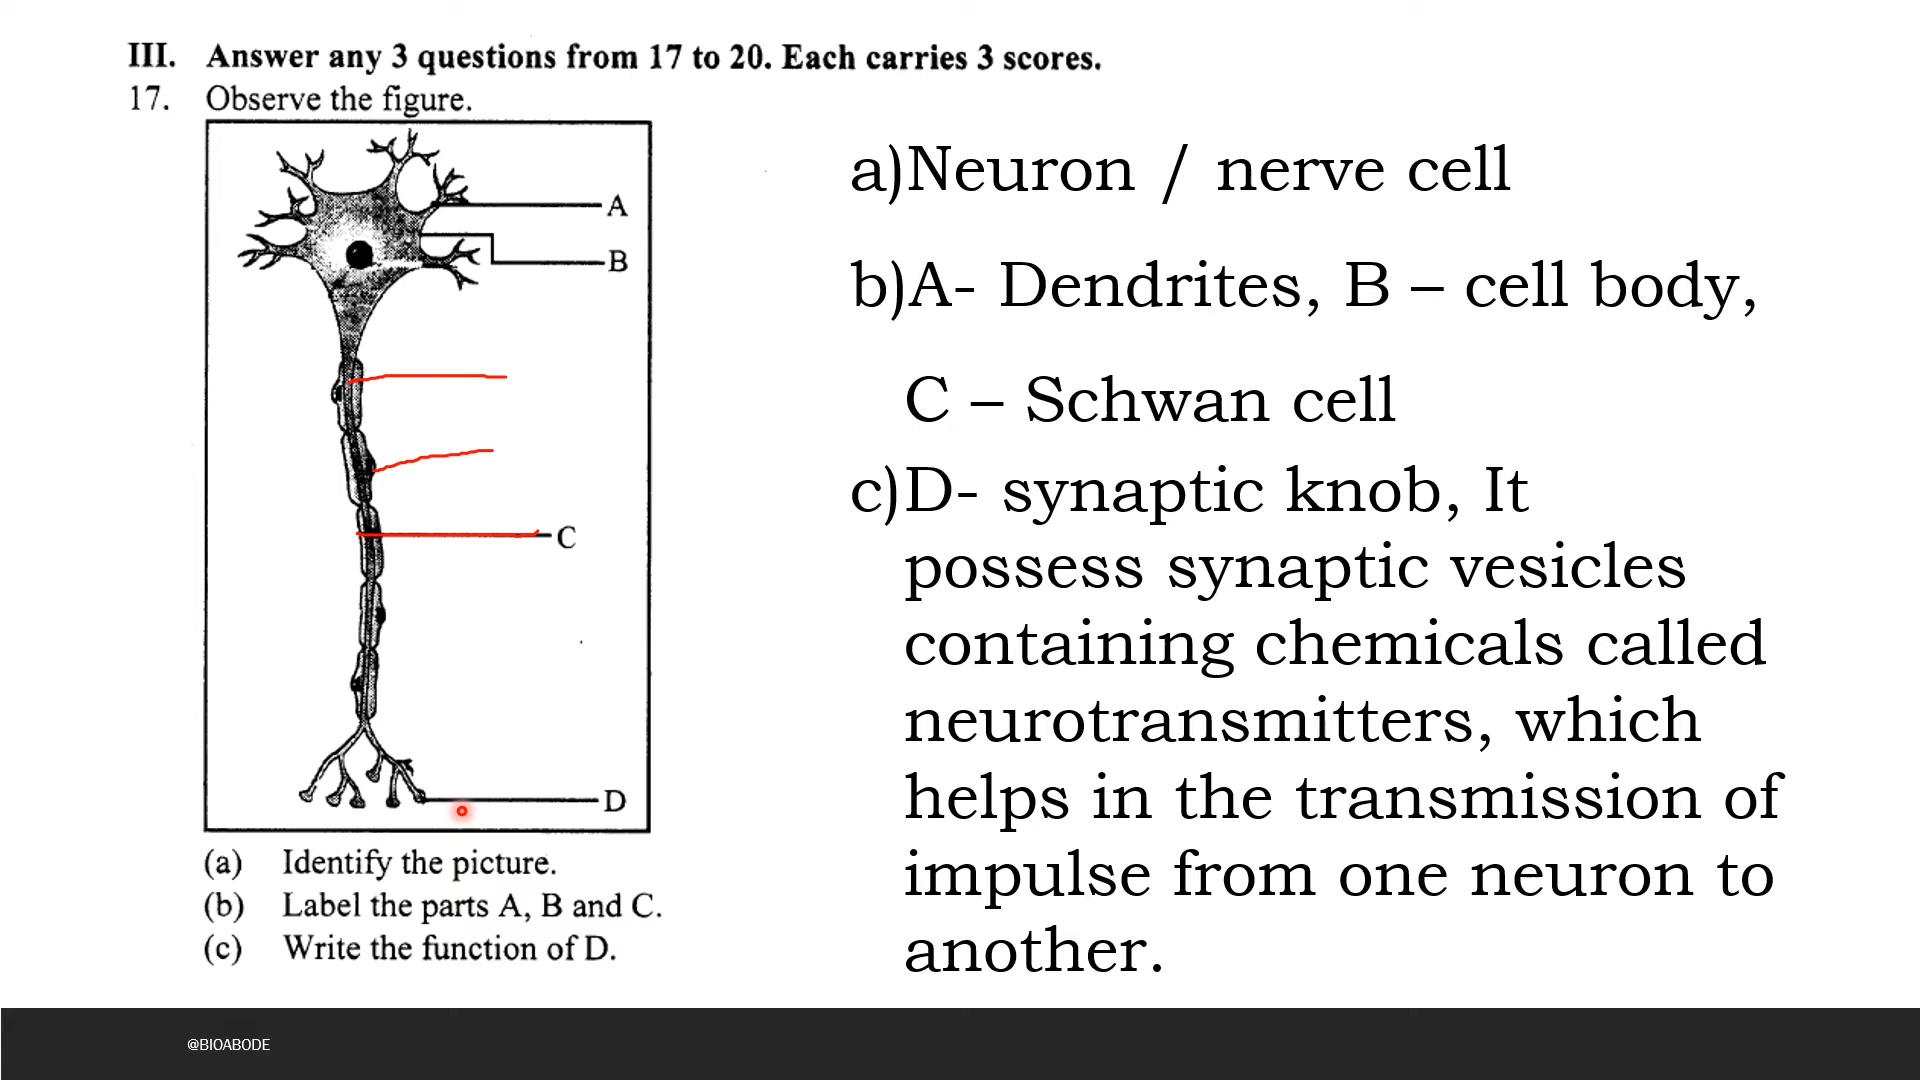 III. Answer any 3 questions from 17 to 20. Each carries 3 scores.
17. Observe the figure.
A
B
C
D
(a) Identify the picture.
(b) Label the parts A, B and C.
(c) Write the function of D.
a)Neuron / nerve cell
b)A- Dendrites, B – cell body,
C – Schwan cell
c)D- synaptic knob, It
possess synaptic vesicles
containing chemicals called
neurotransmitters, which
helps in the transmission of
impulse from one neuron to
another.
@BIOABODE